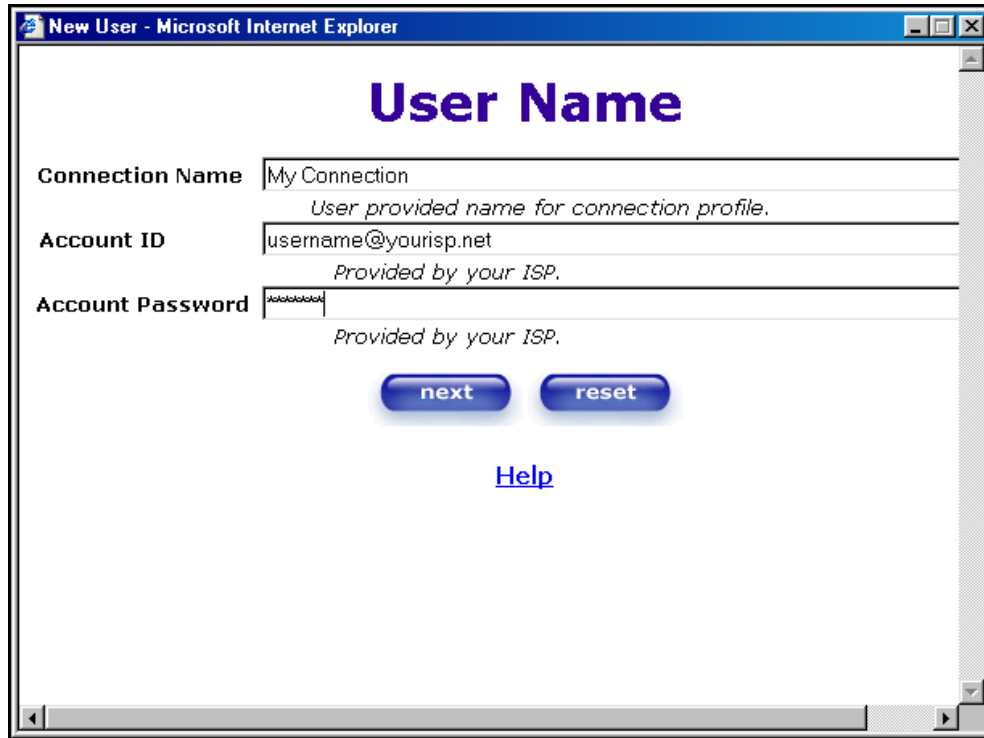 New User - Microsoft Internet Explorer
User Name
Connection Name My Connection
User provided name for connection profile.
Account ID username@yourisp.net
Provided by your ISP.
Account Password ********
Provided by your ISP.
next reset
Help